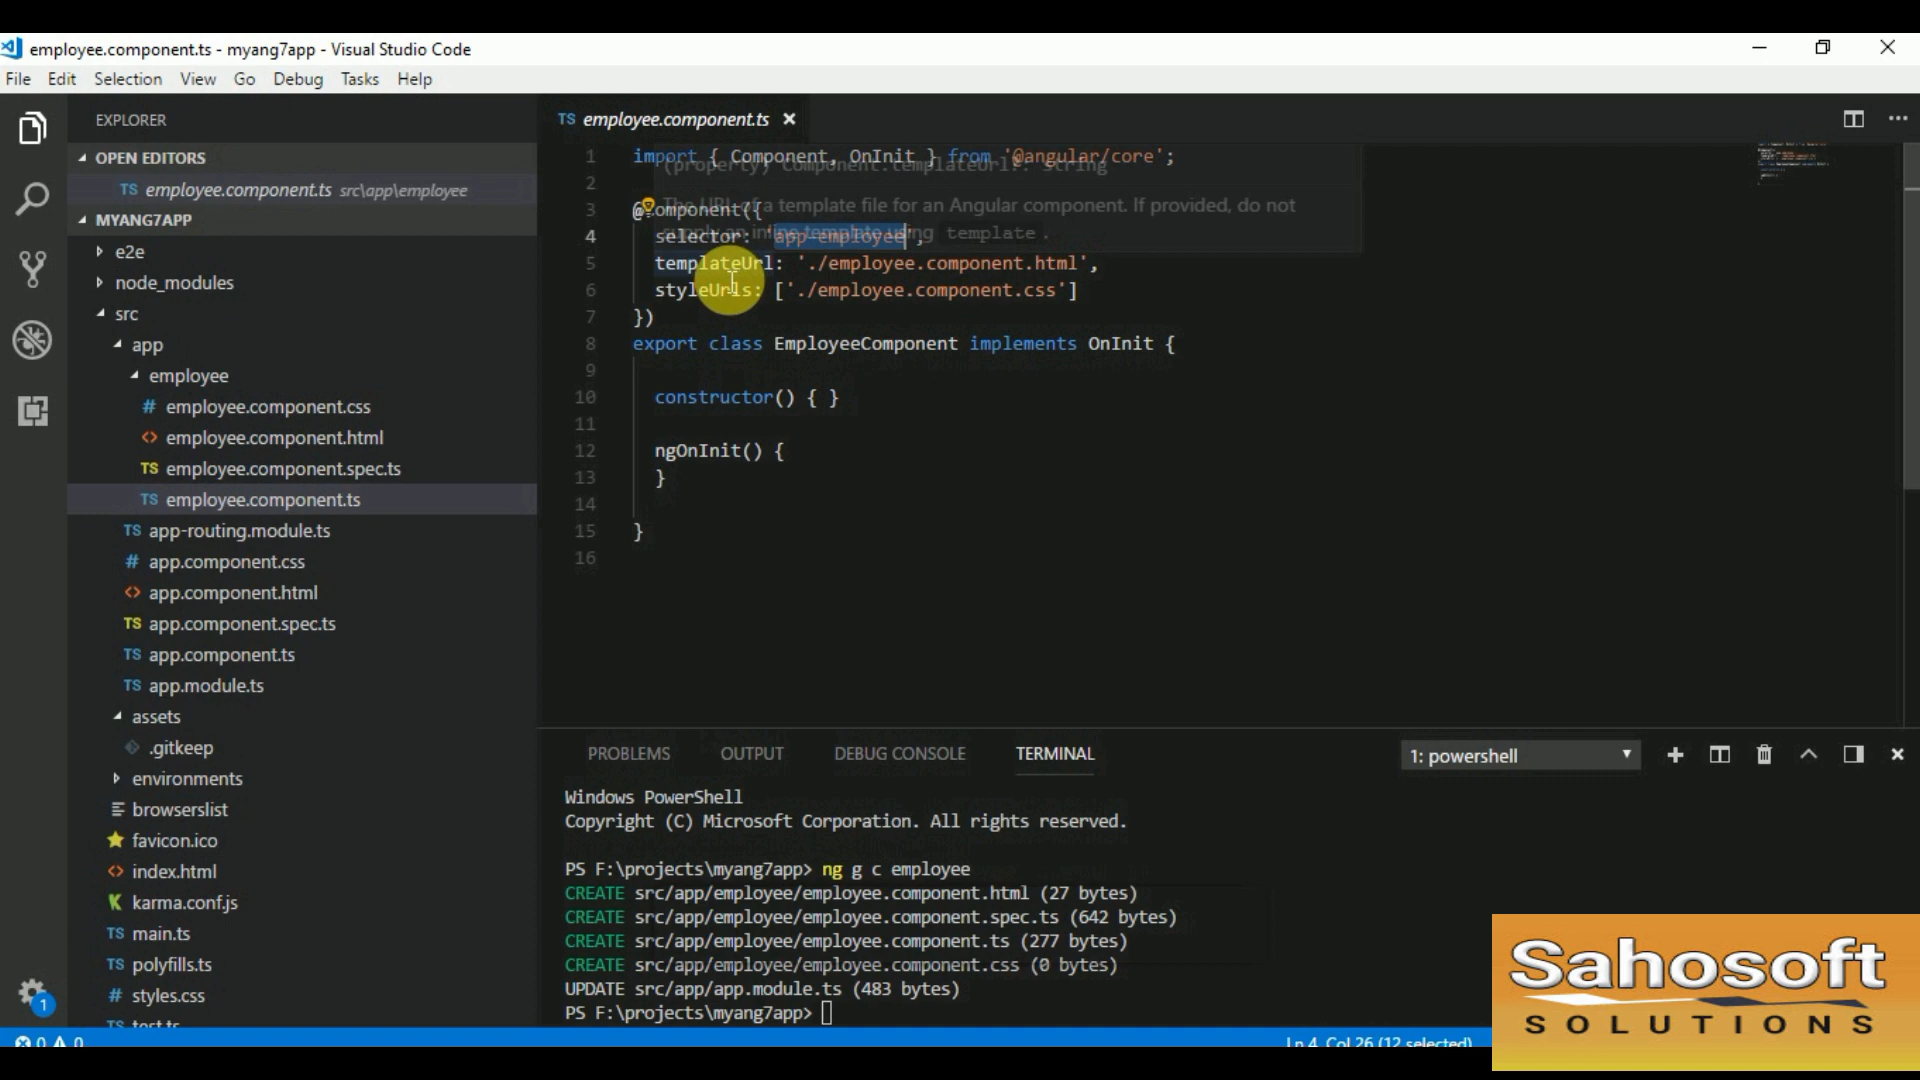 employee.component.ts - myang7app - Visual Studio Code
File Edit Selection View Go Debug Tasks Help
EXPLORER
OPEN EDITORS
TS employee.component.ts src\app\employee
MYANG7APP
e2e
node_modules
src
app
employee
# employee.component.css
<> employee.component.html
TS employee.component.spec.ts
TS employee.component.ts
TS app-routing.module.ts
# app.component.css
<> app.component.html
TS app.component.spec.ts
TS app.component.ts
TS app.module.ts
assets
.gitkeep
environments
browserslist
favicon.ico
<> index.html
K karma.conf.js
TS main.ts
TS polyfills.ts
# styles.css
TS test.ts
1
0 0
TS employee.component.ts
1 import { Component, OnInit } from '@angular/core';
(property) Component.templateUrl?: string
2
The URL of a template file for an Angular component. If provided, do not
3 @Component({
supply an inline template using template.
4 selector: 'app-employee',
5 templateUrl: './employee.component.html',
6 styleUrls: ['./employee.component.css']
7 })
8 export class EmployeeComponent implements OnInit {
9
10 constructor() { }
11
12 ngOnInit() {
13 }
14
15 }
16
PROBLEMS OUTPUT DEBUG CONSOLE TERMINAL 1: powershell
Windows PowerShell
Copyright (C) Microsoft Corporation. All rights reserved.
PS F:\projects\myang7app> ng g c employee
CREATE src/app/employee/employee.component.html (27 bytes)
CREATE src/app/employee/employee.component.spec.ts (642 bytes)
CREATE src/app/employee/employee.component.ts (277 bytes)
CREATE src/app/employee/employee.component.css (0 bytes)
UPDATE src/app/app.module.ts (483 bytes)
PS F:\projects\myang7app>
Ln 4, Col 26 (12 selected)
Sahosoft
SOLUTIONS